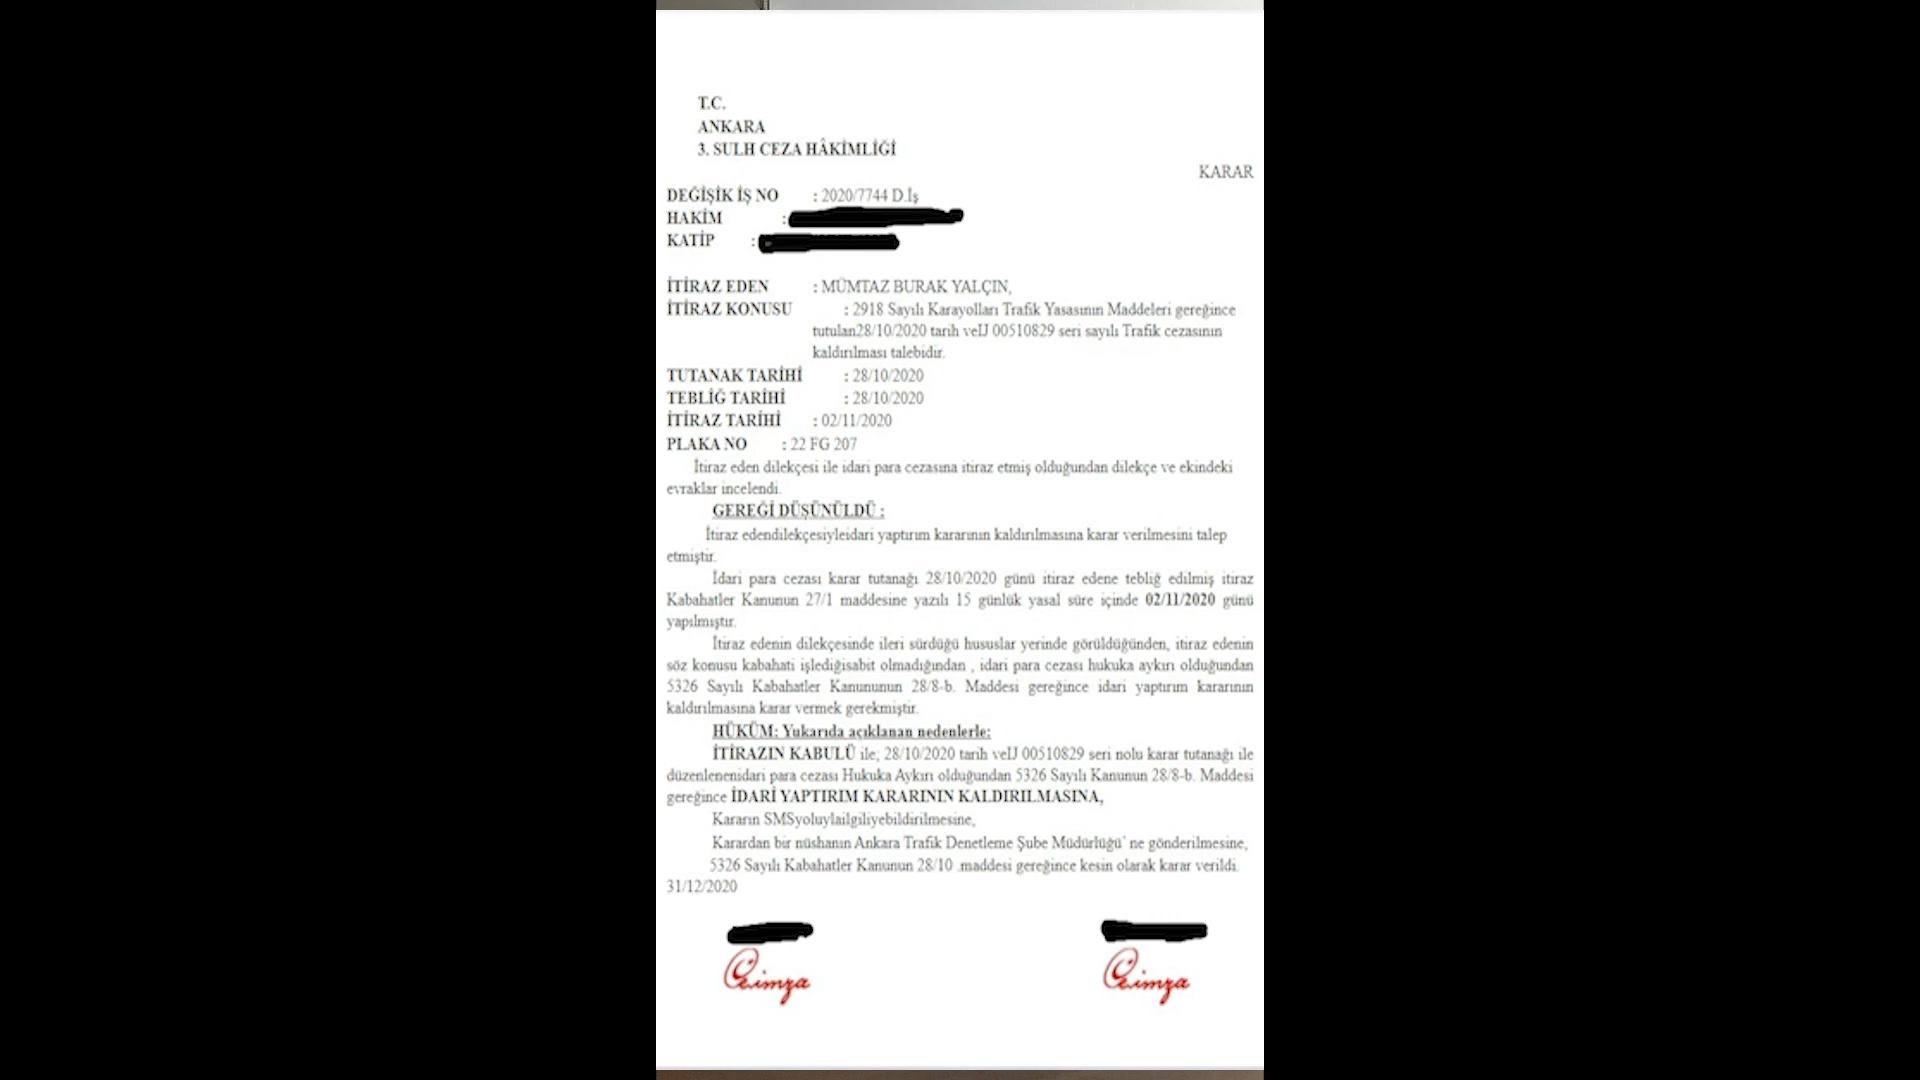 T.C.
ANKARA
3. SULH CEZA HÂKİMLİĞİ
KARAR
DEĞİŞİK İŞ NO : 2020/7744 D.İş
HAKİM :
KATİP :
İTİRAZ EDEN : MÜMTAZ BURAK YALÇIN,
İTİRAZ KONUSU : 2918 Sayılı Karayolları Trafik Yasasının Maddeleri gereğince
tutulan28/10/2020 tarih veIJ 00510829 seri sayılı Trafik cezasının
kaldırılması talebidir.
TUTANAK TARİHİ : 28/10/2020
TEBLİĞ TARİHİ : 28/10/2020
İTİRAZ TARİHİ : 02/11/2020
PLAKA NO : 22 FG 207
İtiraz eden dilekçesi ile idari para cezasına itiraz etmiş olduğundan dilekçe ve ekindeki
evraklar incelendi.
GEREĞİ DÜŞÜNÜLDÜ :
İtiraz edendilekçesiyleidari yaptırım kararının kaldırılmasına karar verilmesini talep
etmiştir.
İdari para cezası karar tutanağı 28/10/2020 günü itiraz edene tebliğ edilmiş itiraz
Kabahatler Kanunun 27/1 maddesine yazılı 15 günlük yasal süre içinde 02/11/2020 günü
yapılmıştır.
İtiraz edenin dilekçesinde ileri sürdüğü hususlar yerinde görüldüğünden, itiraz edenin
söz konusu kabahati işlediğisabit olmadığından , idari para cezası hukuka aykırı olduğundan
5326 Sayılı Kabahatler Kanununun 28/8-b. Maddesi gereğince idari yaptırım kararının
kaldırılmasına karar vermek gerekmiştir.
HÜKÜM: Yukarıda açıklanan nedenlerle:
İTİRAZIN KABULÜ ile; 28/10/2020 tarih veIJ 00510829 seri nolu karar tutanağı ile
düzenlenenidari para cezası Hukuka Aykırı olduğundan 5326 Sayılı Kanunun 28/8-b. Maddesi
gereğince İDARİ YAPTIRIM KARARININ KALDIRILMASINA,
Kararın SMSyoluylailgiliyebildirilmesine,
Karardan bir nüshanın Ankara Trafik Denetleme Şube Müdürlüğü' ne gönderilmesine,
5326 Sayılı Kabahatler Kanunun 28/10 .maddesi gereğince kesin olarak karar verildi.
31/12/2020
e-imza
e-imza